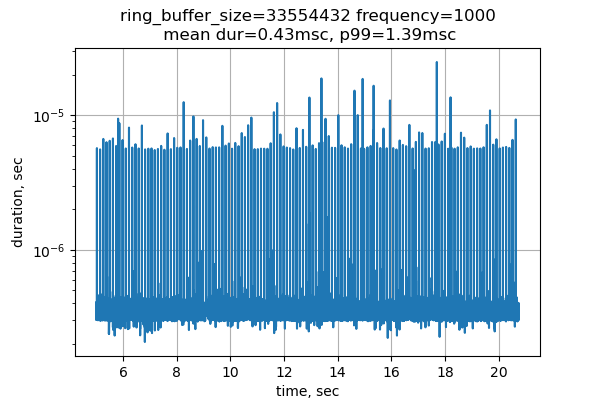 ring_buffer_size=33554432 frequency=1000
mean dur=0.43msc, p99=1.39msc
10⁻⁵
10⁻⁶
duration, sec
6 8 10 12 14 16 18 20
time, sec